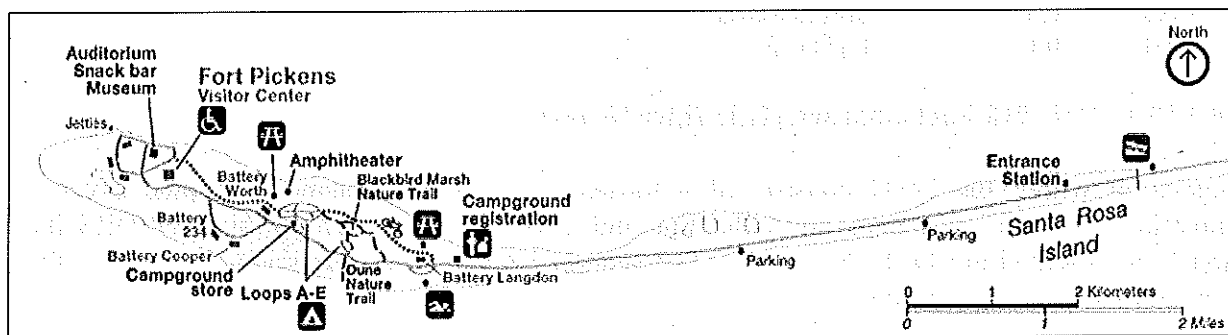 North
Auditorium
Snack bar
Museum
Fort Pickens
Visitor Center
Jetties
Amphitheater
Battery
Worth
Blackbird Marsh
Nature Trail
Campground
registration
Entrance
Station
Battery
234
Battery Cooper
Campground
store
Loops A-E
Dune
Nature
Trail
Battery Langdon
Parking
Parking
Santa Rosa
Island
0 1 2 Kilometers
0 2 Miles